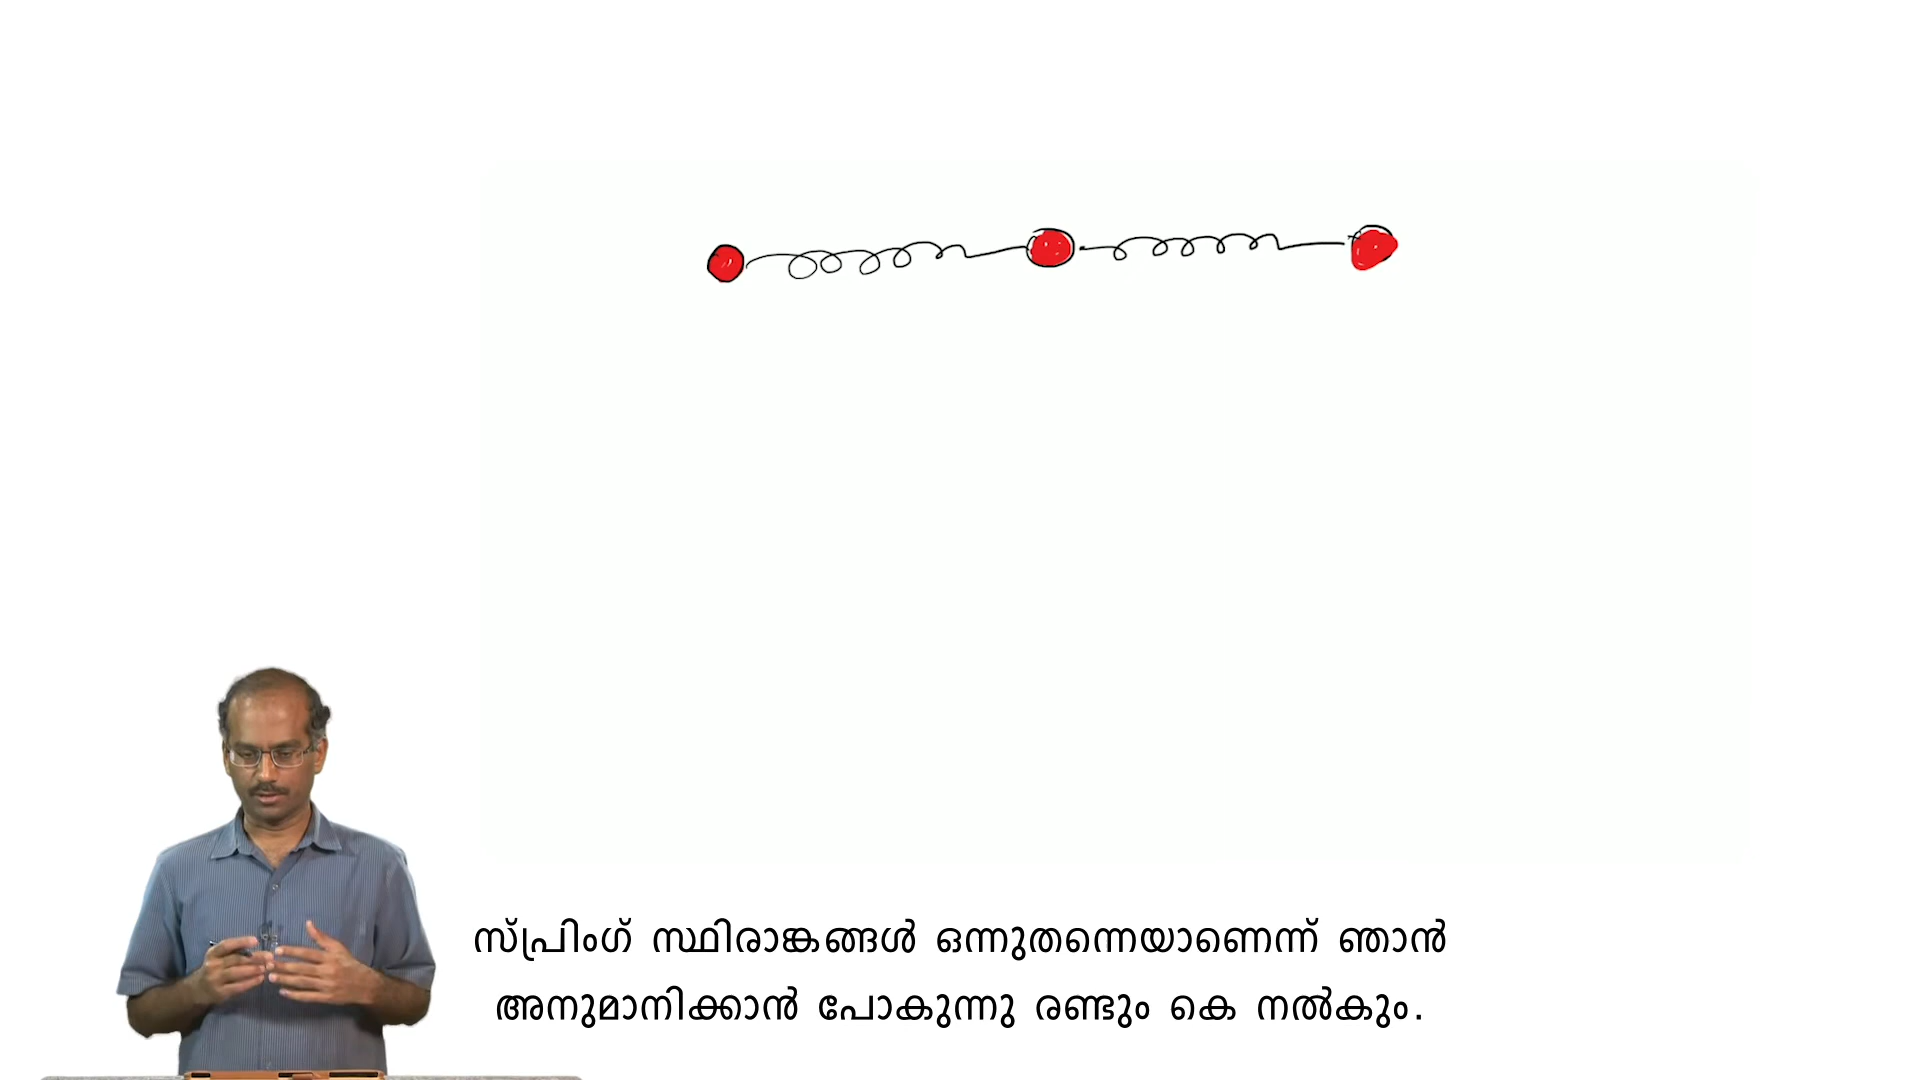 സ്പ്രിംഗ് സ്ഥിരാങ്കങ്ങൾ ഒന്നുതന്നെയാണെന്ന് ഞാൻ
അനുമാനിക്കാൻ പോകുന്നു രണ്ടും കെ നൽകും.